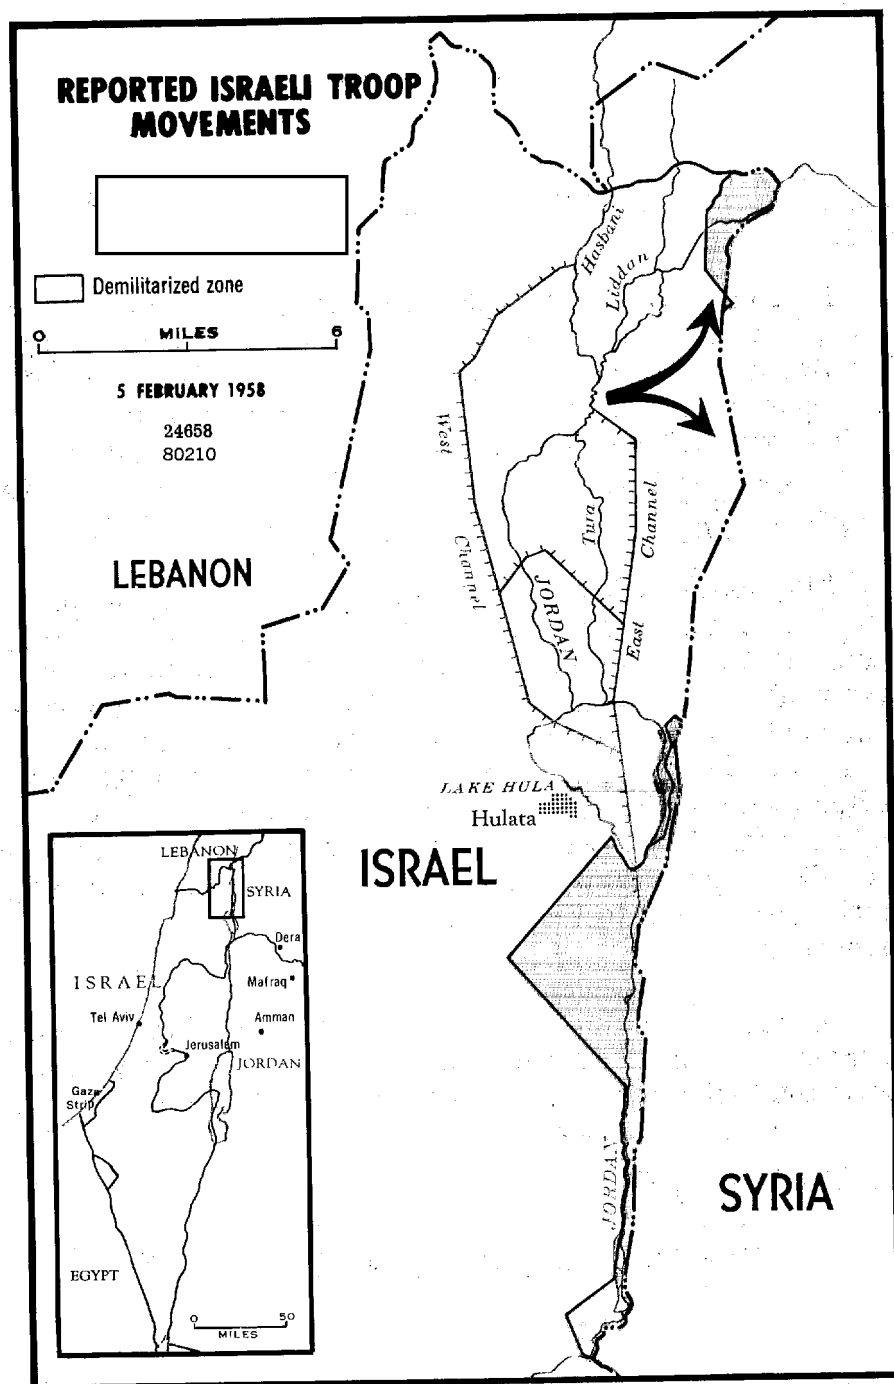 REPORTED ISRAELI TROOP
MOVEMENTS
Demilitarized zone
0 MILES 6
5 FEBRUARY 1958
24658
80210
LEBANON
Hasbani
Liddan
West
Channel
Tura
Channel
East
JORDAN
LAKE HULA
Hulata
ISRAEL
JORDAN
SYRIA
LEBANON
SYRIA
Dera
ISRAEL
Mafraq
Tel Aviv
Amman
Jerusalem
JORDAN
Gaza
Strip
EGYPT
0 50
MILES